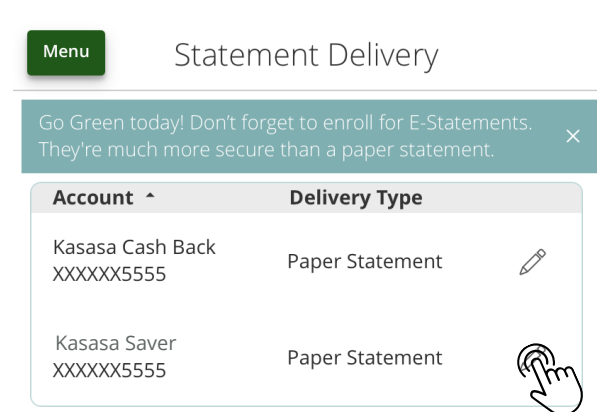 Menu
Statement Delivery
Go Green today! Don’t forget to enroll for E-Statements.
They're much more secure than a paper statement.
Account
Delivery Type
Kasasa Cash Back
XXXXXX5555
Paper Statement
Kasasa Saver
XXXXXX5555
Paper Statement